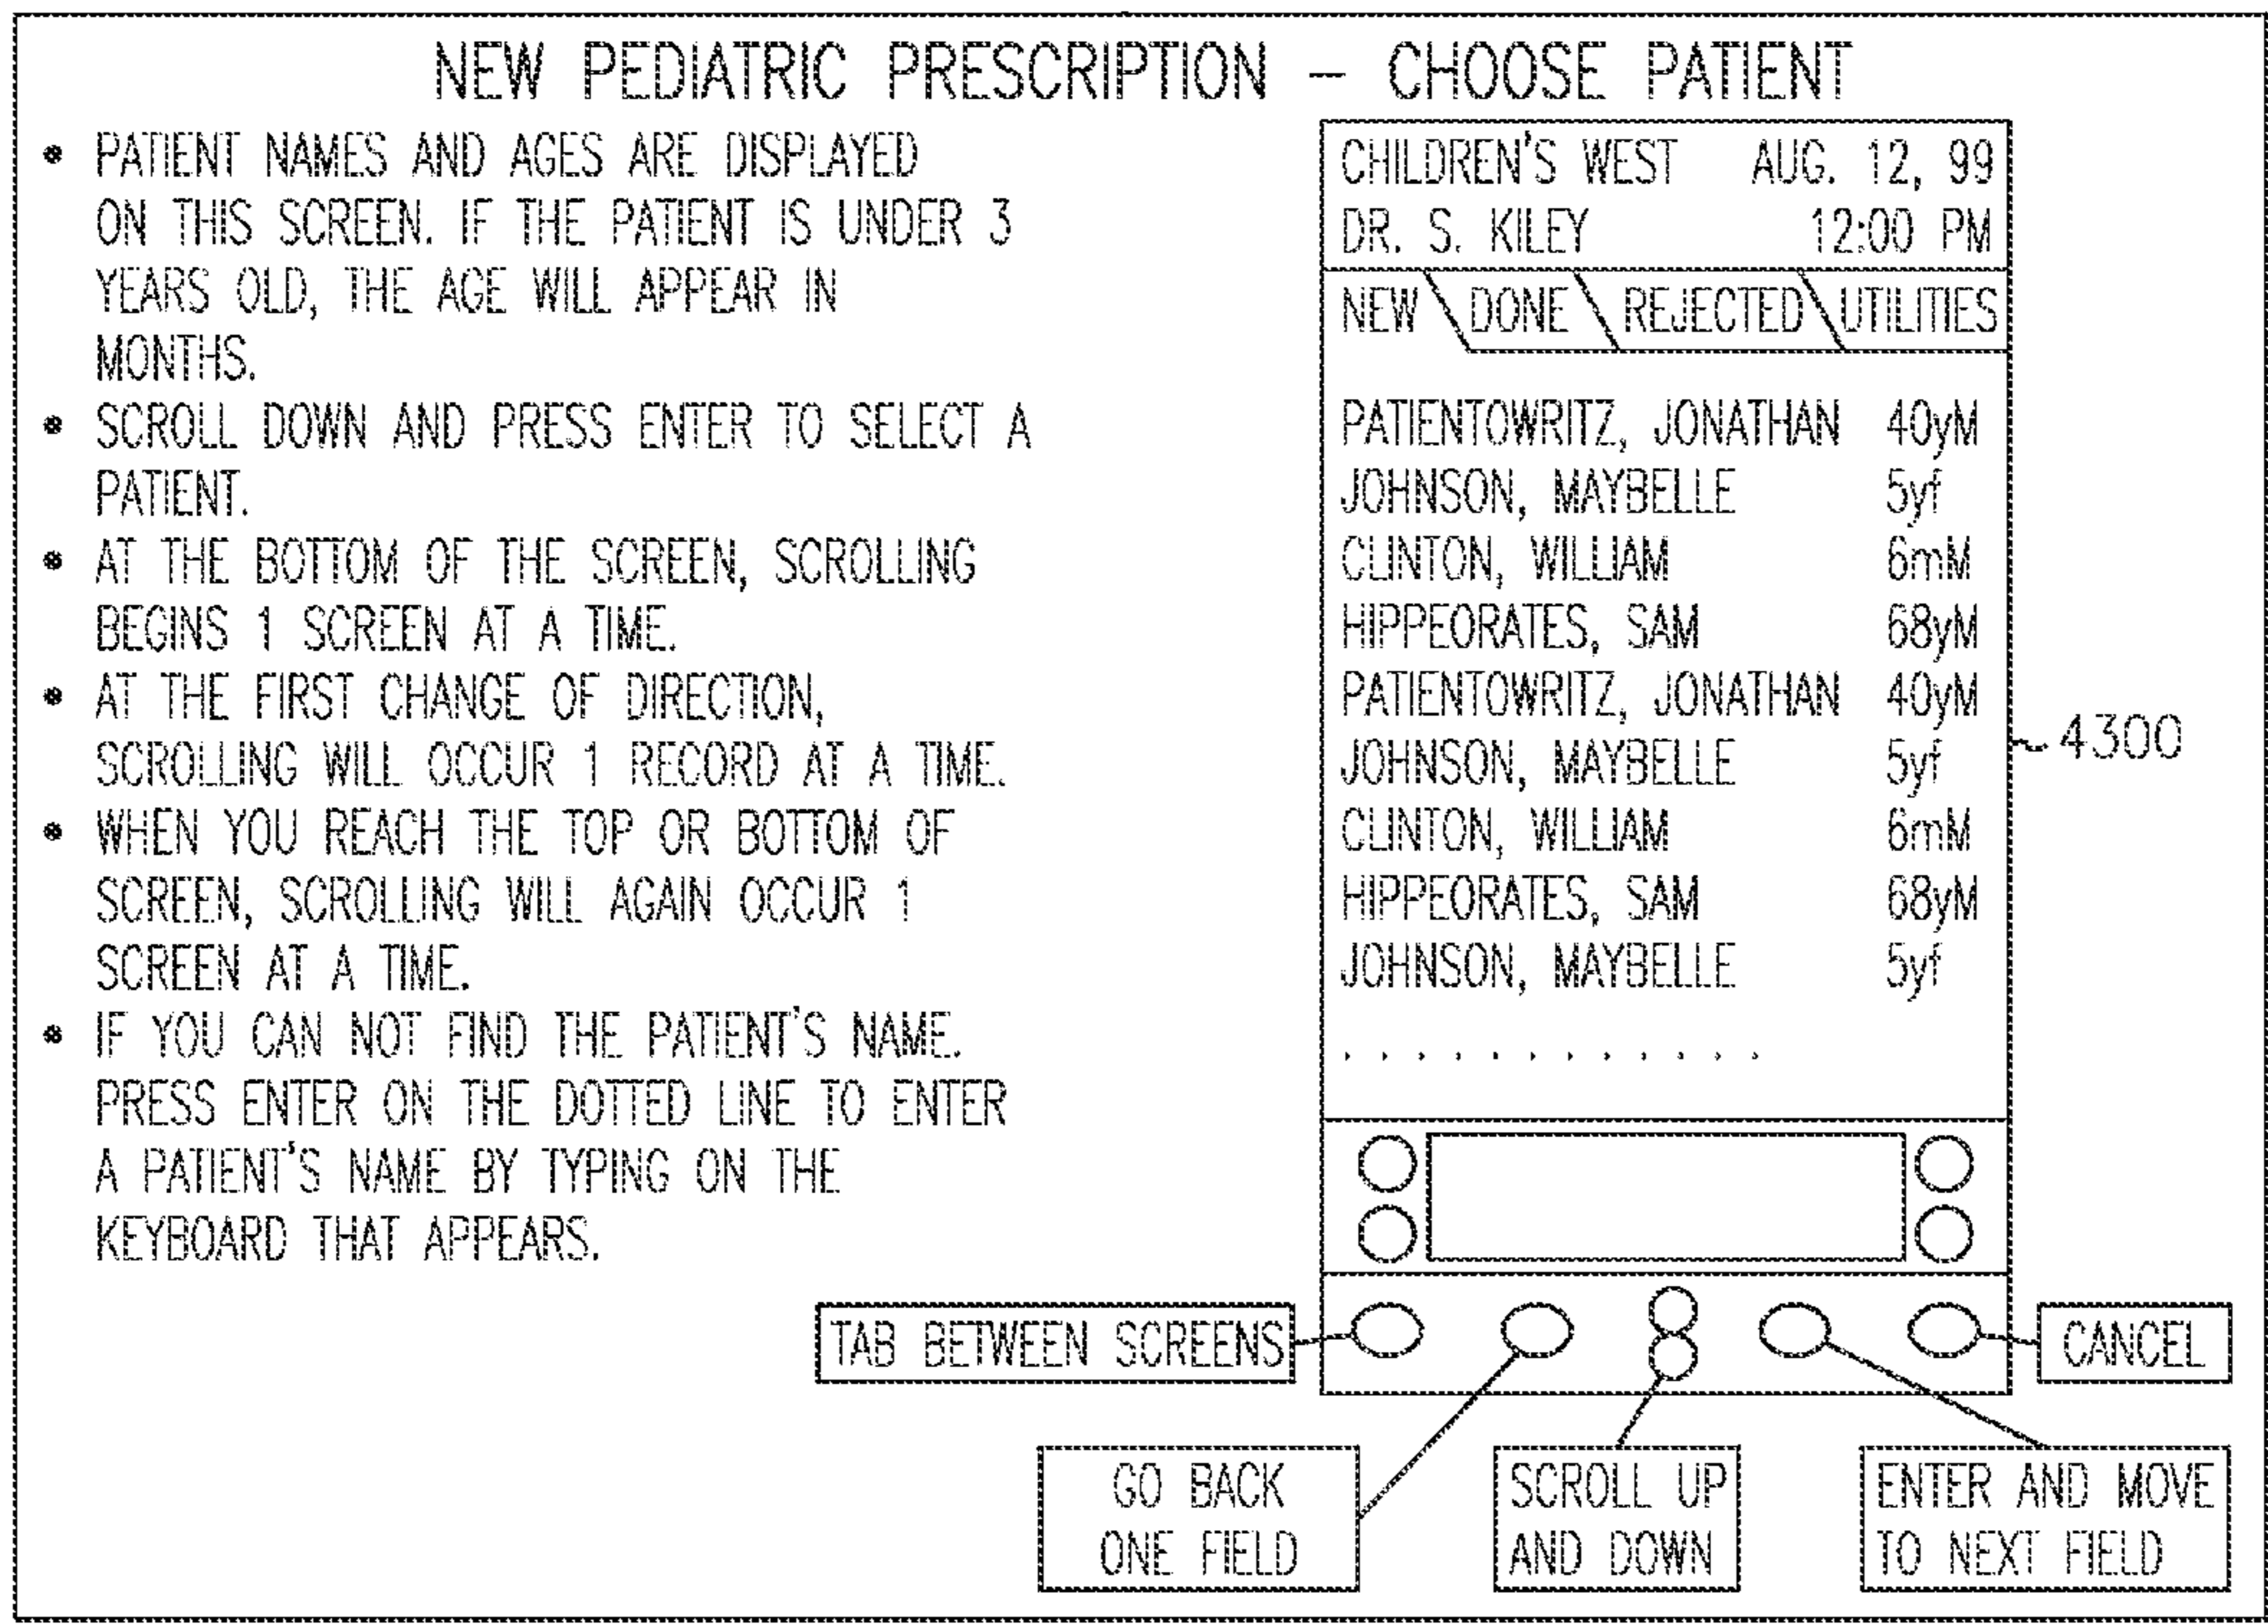 NEW PEDIATRIC PRESCRIPTION – CHOOSE PATIENT
• PATIENT NAMES AND AGES ARE DISPLAYED
ON THIS SCREEN. IF THE PATIENT IS UNDER 3
YEARS OLD, THE AGE WILL APPEAR IN
MONTHS.
• SCROLL DOWN AND PRESS ENTER TO SELECT A
PATIENT.
• AT THE BOTTOM OF THE SCREEN, SCROLLING
BEGINS 1 SCREEN AT A TIME.
• AT THE FIRST CHANGE OF DIRECTION,
SCROLLING WILL OCCUR 1 RECORD AT A TIME.
• WHEN YOU REACH THE TOP OR BOTTOM OF
SCREEN, SCROLLING WILL AGAIN OCCUR 1
SCREEN AT A TIME.
• IF YOU CAN NOT FIND THE PATIENT'S NAME.
PRESS ENTER ON THE DOTTED LINE TO ENTER
A PATIENT'S NAME BY TYPING ON THE
KEYBOARD THAT APPEARS.
CHILDREN'S WEST AUG. 12, 99
DR. S. KILEY 12:00 PM
NEW DONE REJECTED UTILITIES
PATIENTOWRITZ, JONATHAN 40yM
JOHNSON, MAYBELLE 5yf
CLINTON, WILLIAM 6mM
HIPPEORATES, SAM 68yM
PATIENTOWRITZ, JONATHAN 40yM
JOHNSON, MAYBELLE 5yf
CLINTON, WILLIAM 6mM
HIPPEORATES, SAM 68yM
JOHNSON, MAYBELLE 5yf
. . . . . . . . . . . .
4300
TAB BETWEEN SCREENS
CANCEL
GO BACK
ONE FIELD
SCROLL UP
AND DOWN
ENTER AND MOVE
TO NEXT FIELD